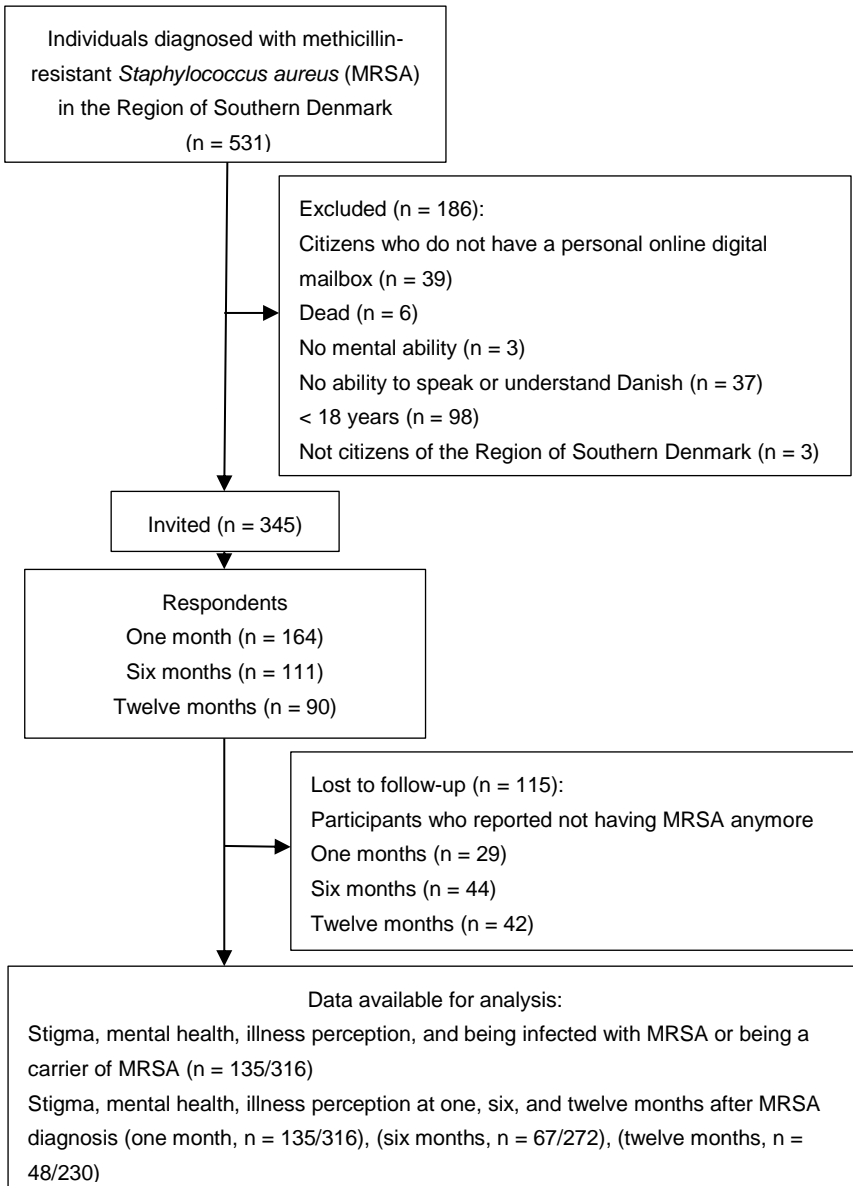 Individuals diagnosed with methicillin-
resistant Staphylococcus aureus (MRSA)
in the Region of Southern Denmark
(n = 531)
Excluded (n = 186):
Citizens who do not have a personal online digital
mailbox (n = 39)
Dead (n = 6)
No mental ability (n = 3)
No ability to speak or understand Danish (n = 37)
< 18 years (n = 98)
Not citizens of the Region of Southern Denmark (n = 3)
Invited (n = 345)
Respondents
One month (n = 164)
Six months (n = 111)
Twelve months (n = 90)
Lost to follow-up (n = 115):
Participants who reported not having MRSA anymore
One months (n = 29)
Six months (n = 44)
Twelve months (n = 42)
Data available for analysis:
Stigma, mental health, illness perception, and being infected with MRSA or being a
carrier of MRSA (n = 135/316)
Stigma, mental health, illness perception at one, six, and twelve months after MRSA
diagnosis (one month, n = 135/316), (six months, n = 67/272), (twelve months, n =
48/230)